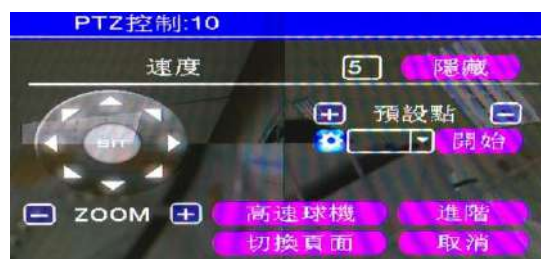 PTZ控制:10
速度 5 隱藏
預設點
SIT
開始
ZOOM 高速球機 進階
切換頁面 取消